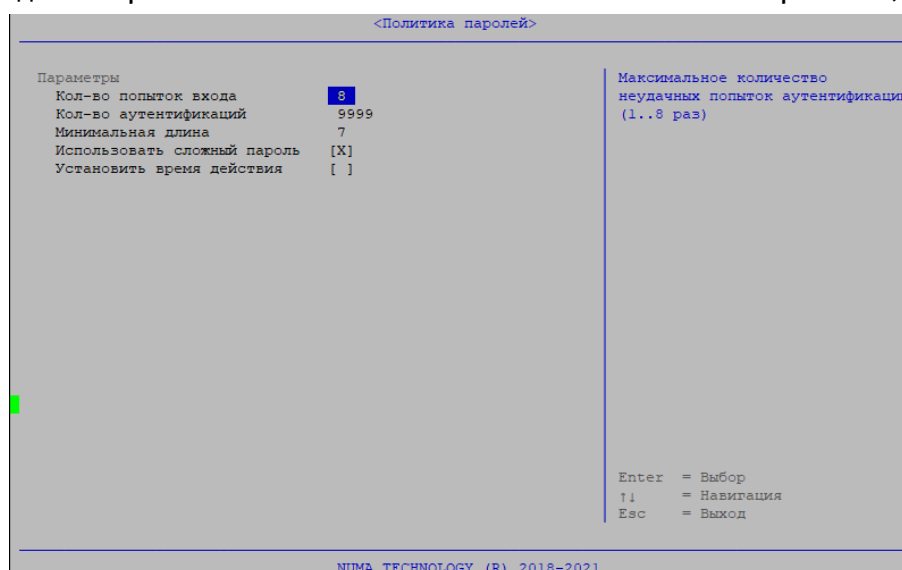 <Политика паролей>
Параметры
Кол-во попыток входа 8
Кол-во аутентификаций 9999
Минимальная длина 7
Использовать сложный пароль [X]
Установить время действия [ ]
Максимальное количество
неудачных попыток аутентификаци
(1..8 раз)
Enter = Выбор
↑↓ = Навигация
Esc = Выход
NUMA TECHNOLOGY (R) 2018-2021